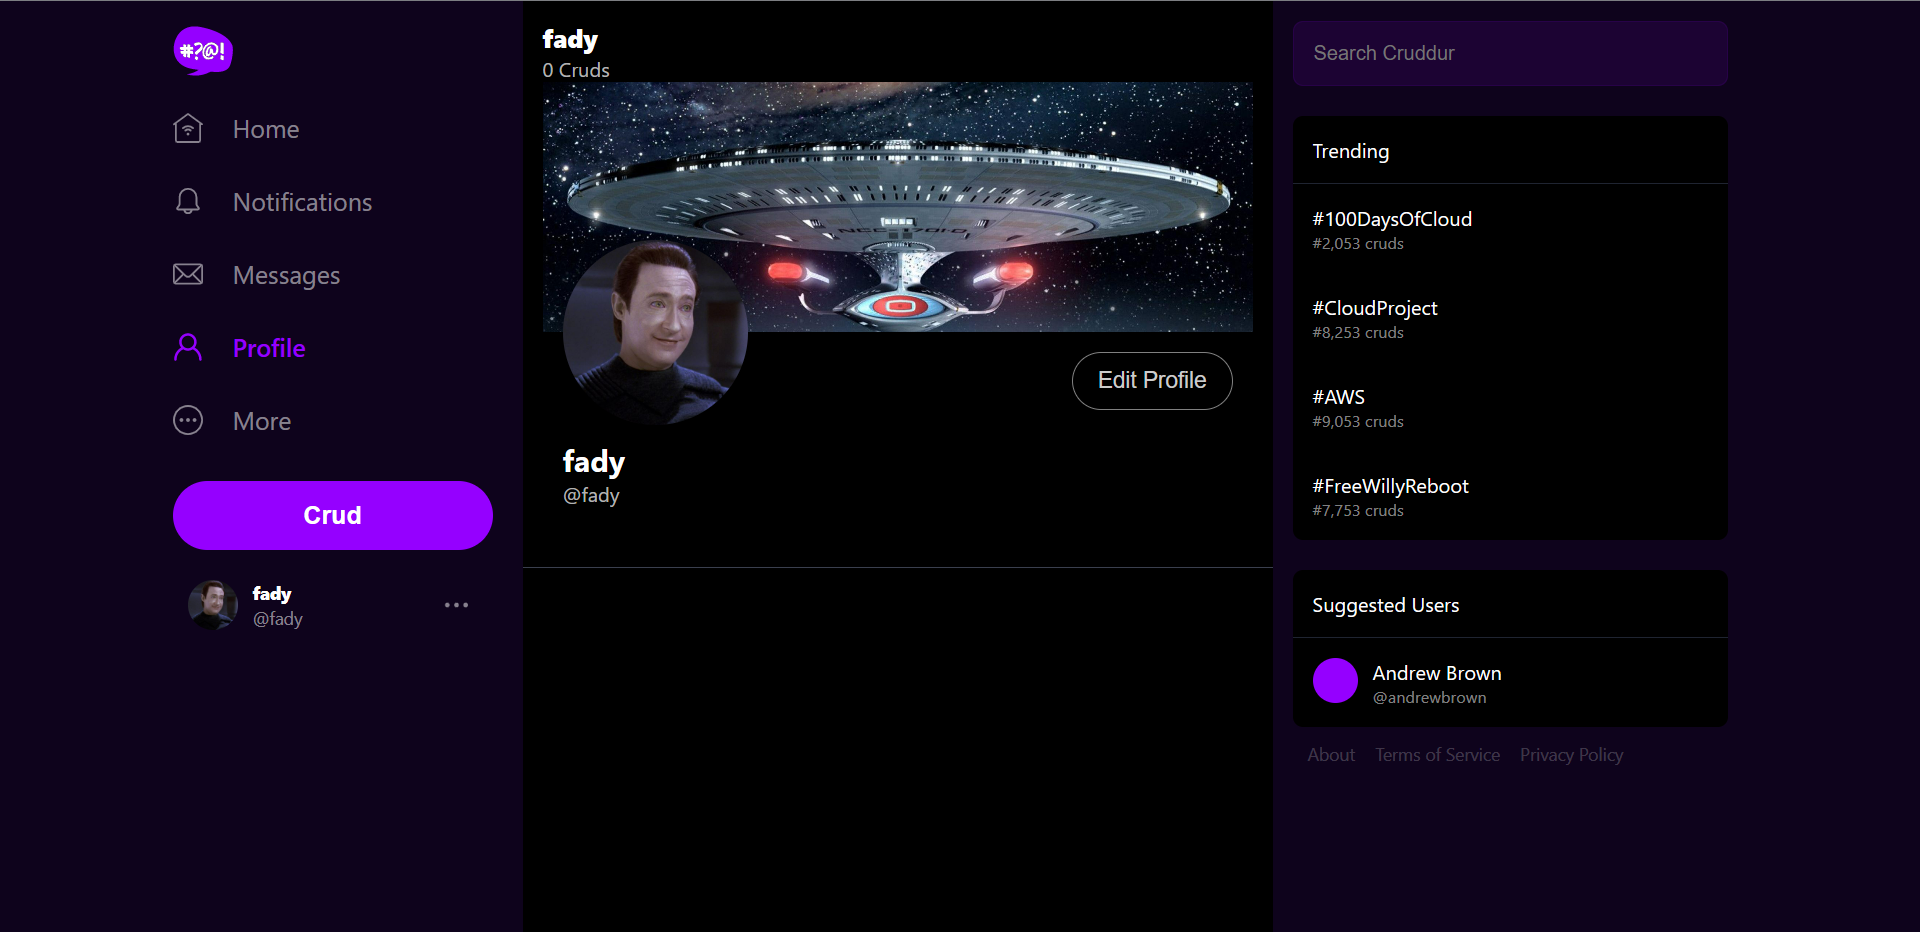 #?@!
Home
Notifications
Messages
Profile
More
Crud
fady
@fady
fady
0 Cruds
Edit Profile
fady
@fady
Search Cruddur
Trending
#100DaysOfCloud
#2,053 cruds
#CloudProject
#8,253 cruds
#AWS
#9,053 cruds
#FreeWillyReboot
#7,753 cruds
Suggested Users
Andrew Brown
@andrewbrown
About
Terms of Service
Privacy Policy